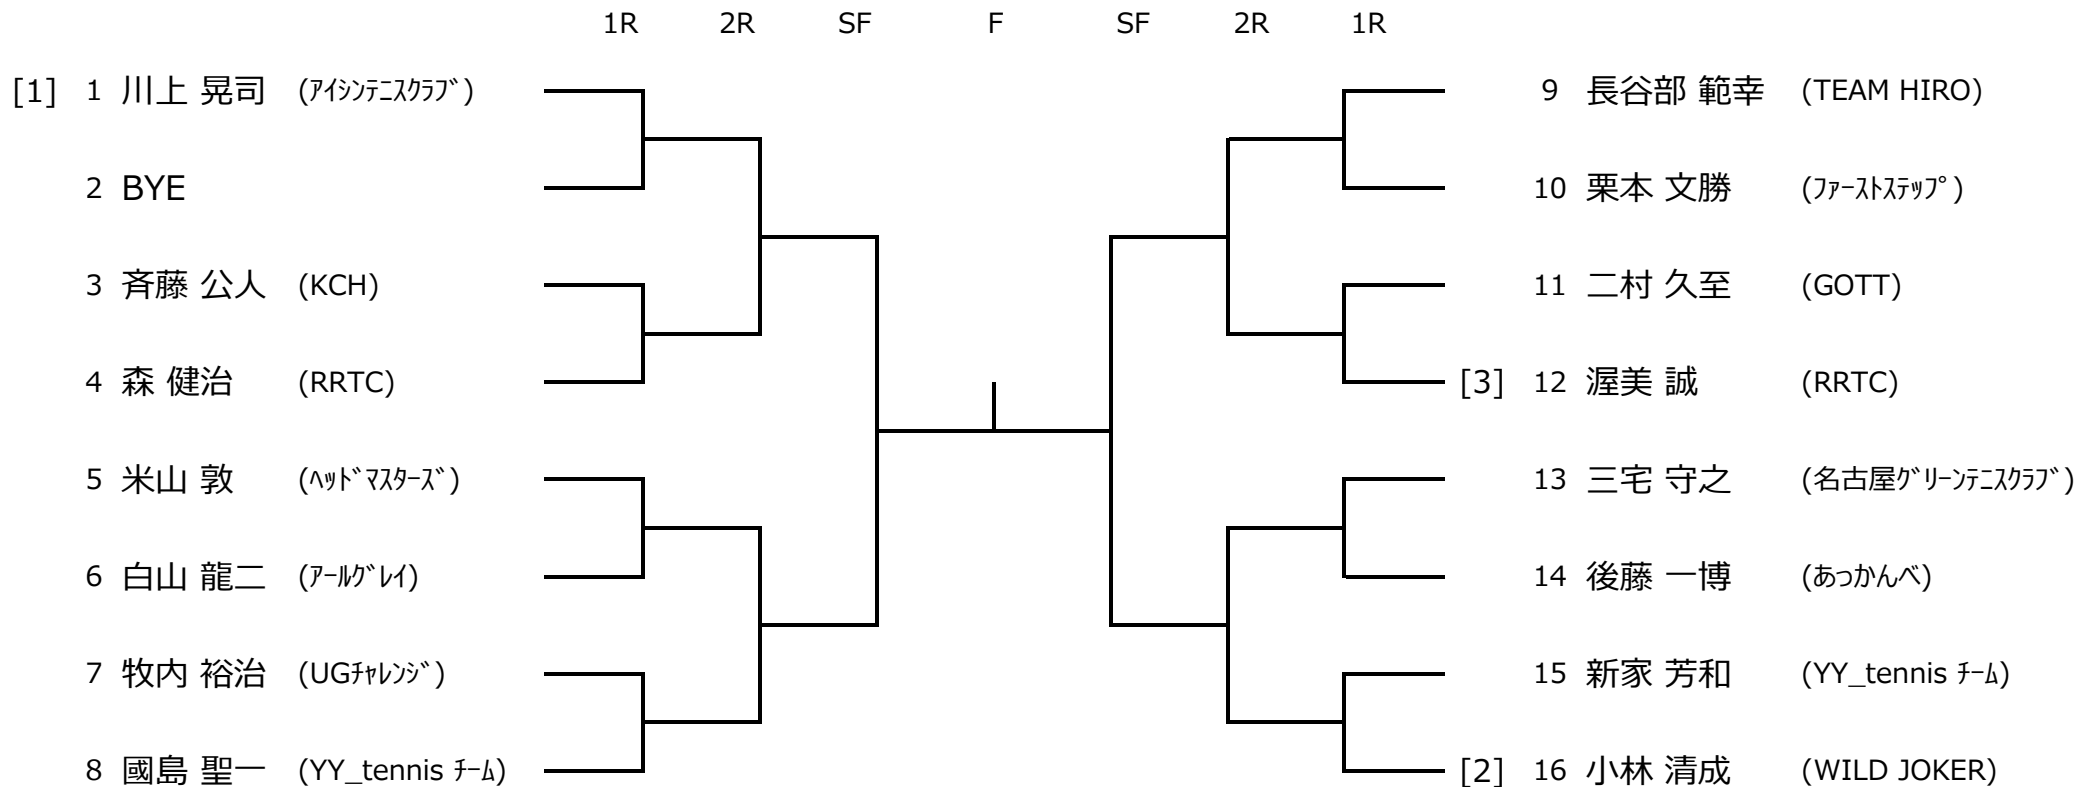 1R 2R SF F SF 2R 1R
[1] 1 川上 晃司 (ｱｲｼﾝﾃﾆｽｸﾗﾌﾞ) 9 長谷部 範幸 (TEAM HIRO)
2 BYE 10 栗本 文勝 (ﾌｧｰｽﾄｽﾃｯﾌﾟ)
3 斉藤 公人 (KCH) 11 二村 久至 (GOTT)
4 森 健治 (RRTC) [3] 12 渥美 誠 (RRTC)
5 米山 敦 (ﾍｯﾄﾞﾏｽﾀｰｽﾞ) 13 三宅 守之 (名古屋ｸﾞﾘｰﾝﾃﾆｽｸﾗﾌﾞ)
6 白山 龍二 (ｱｰﾙｸﾞﾚｲ) 14 後藤 一博 (あっかんべ)
7 牧内 裕治 (UGﾁｬﾚﾝｼﾞ) 15 新家 芳和 (YY_tennis ﾁｰﾑ)
8 國島 聖一 (YY_tennis ﾁｰﾑ) [2] 16 小林 清成 (WILD JOKER)